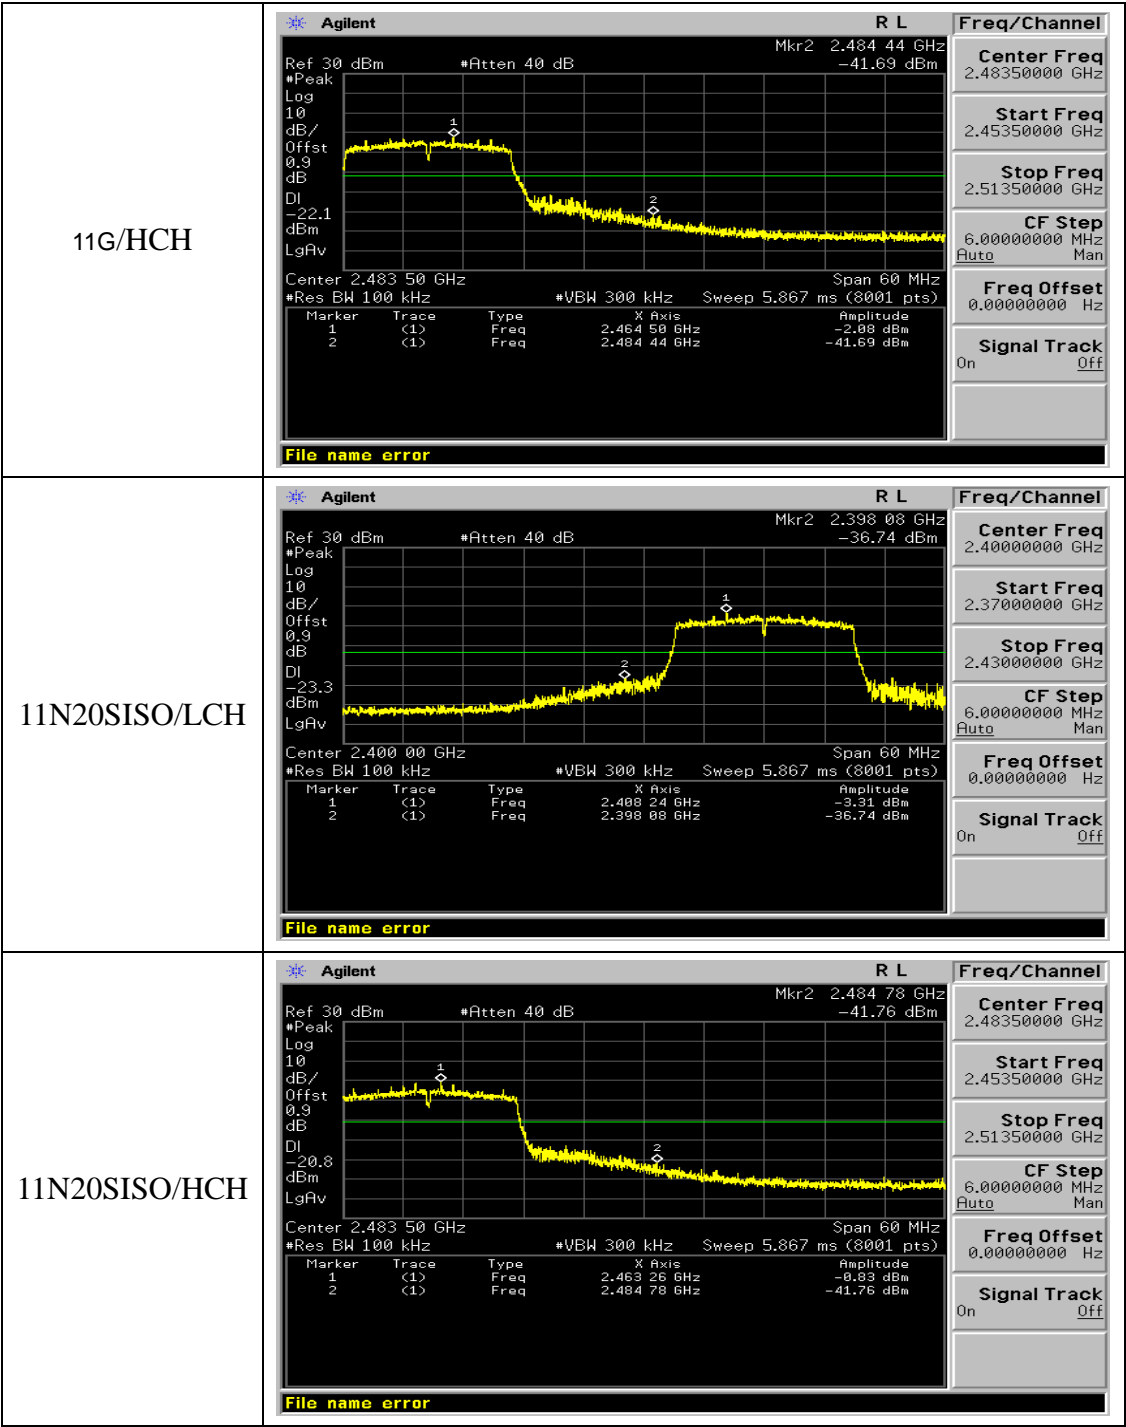 11G/HCH
Agilent R L Freq/Channel
Mkr2 2.484 44 GHz
Ref 30 dBm #Atten 40 dB -41.69 dBm
#Peak
Log
10
dB/
Offst
0.9
dB
DI
-22.1
dBm
LgAv
1
2
Center 2.483 50 GHz Span 60 MHz
#Res BW 100 kHz #VBW 300 kHz Sweep 5.867 ms (8001 pts)
Marker Trace Type X Axis Amplitude
1 (1) Freq 2.464 50 GHz -2.08 dBm
2 (1) Freq 2.484 44 GHz -41.69 dBm
Center Freq
2.48350000 GHz
Start Freq
2.45350000 GHz
Stop Freq
2.51350000 GHz
CF Step
6.00000000 MHz
Auto Man
Freq Offset
0.00000000 Hz
Signal Track
On Off
File name error
11N20SISO/LCH
Agilent R L Freq/Channel
Mkr2 2.398 08 GHz
Ref 30 dBm #Atten 40 dB -36.74 dBm
#Peak
Log
10
dB/
Offst
0.9
dB
DI
-23.3
dBm
LgAv
1
2
Center 2.400 00 GHz Span 60 MHz
#Res BW 100 kHz #VBW 300 kHz Sweep 5.867 ms (8001 pts)
Marker Trace Type X Axis Amplitude
1 (1) Freq 2.408 24 GHz -3.31 dBm
2 (1) Freq 2.398 08 GHz -36.74 dBm
Center Freq
2.40000000 GHz
Start Freq
2.37000000 GHz
Stop Freq
2.43000000 GHz
CF Step
6.00000000 MHz
Auto Man
Freq Offset
0.00000000 Hz
Signal Track
On Off
File name error
11N20SISO/HCH
Agilent R L Freq/Channel
Mkr2 2.484 78 GHz
Ref 30 dBm #Atten 40 dB -41.76 dBm
#Peak
Log
10
dB/
Offst
0.9
dB
DI
-20.8
dBm
LgAv
1
2
Center 2.483 50 GHz Span 60 MHz
#Res BW 100 kHz #VBW 300 kHz Sweep 5.867 ms (8001 pts)
Marker Trace Type X Axis Amplitude
1 (1) Freq 2.463 26 GHz -0.83 dBm
2 (1) Freq 2.484 78 GHz -41.76 dBm
Center Freq
2.48350000 GHz
Start Freq
2.45350000 GHz
Stop Freq
2.51350000 GHz
CF Step
6.00000000 MHz
Auto Man
Freq Offset
0.00000000 Hz
Signal Track
On Off
File name error